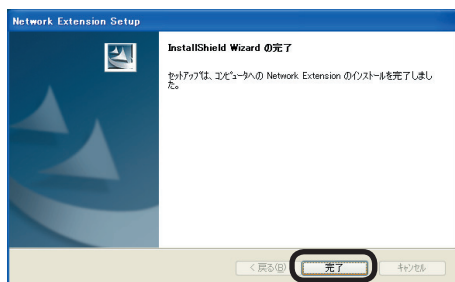 Network Extension Setup
InstallShield Wizard の完了
セットアップは、コンピュータへの Network Extension のインストールを完了しまし
た。
< 戻る(B)
完了
キャンセル